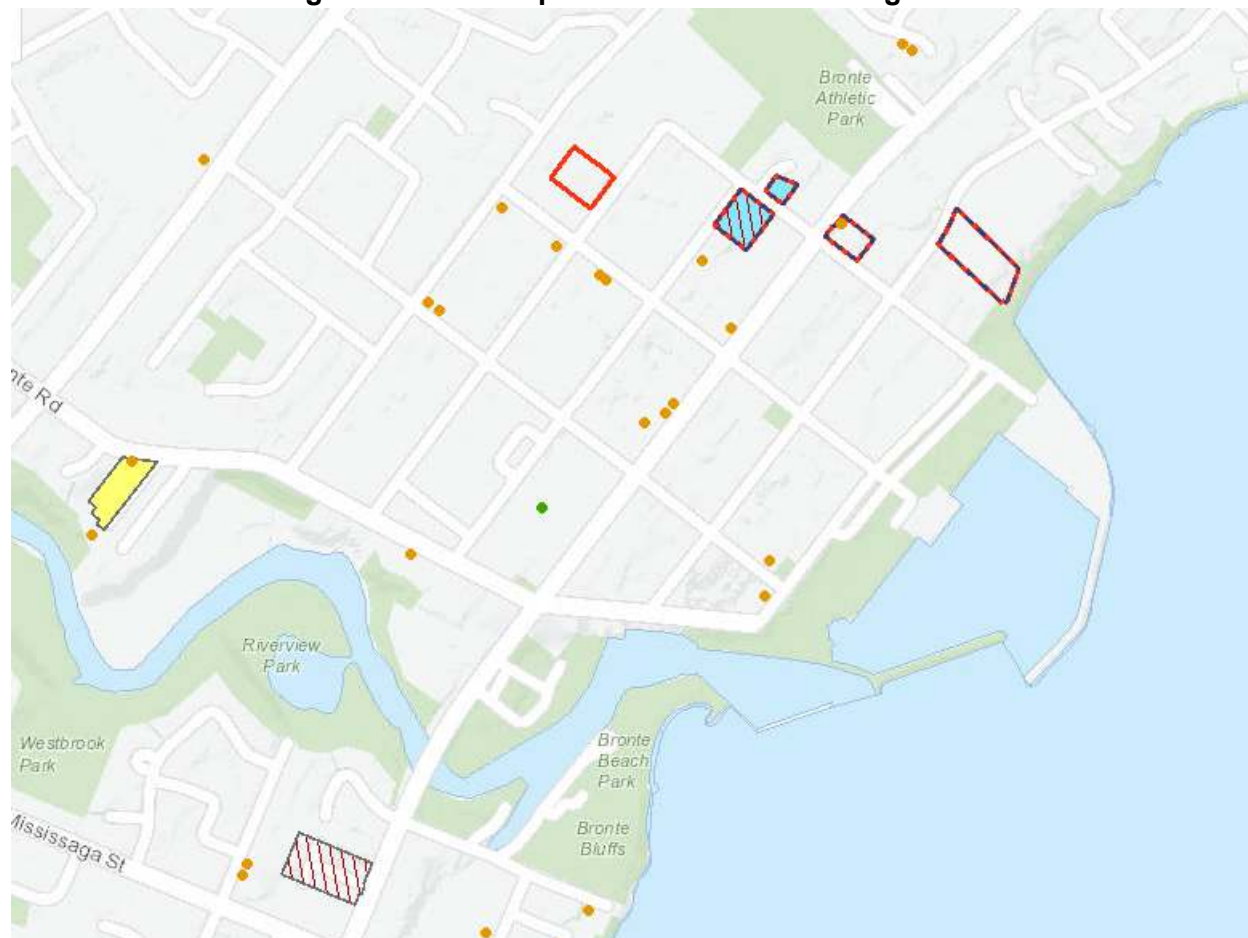 Bronte
Athletic
Park
nte Rd
Riverview
Park
Westbrook
Park
Bronte
Beach
Park
Mississaga St
Bronte
Bluffs